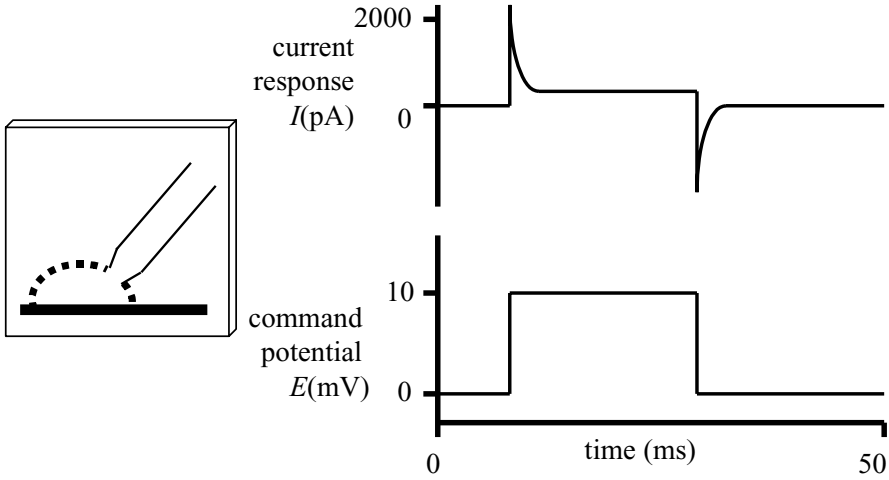 2000
current
response
I(pA)
0
10
command
potential
E(mV)
0
time (ms)
0
50